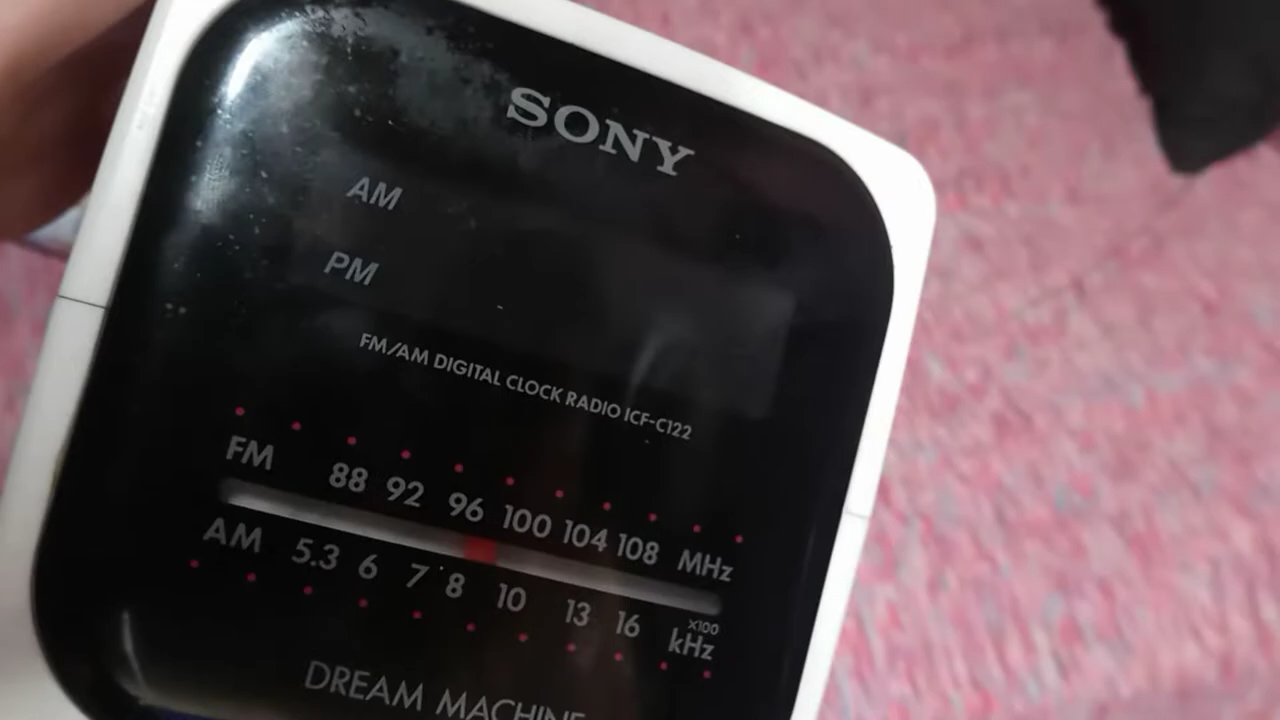 SONY
AM
PM
FM/AM DIGITAL CLOCK RADIO ICF-C122
FM 88 92 96 100 104 108 MHz
AM 5.3 6 7 8 10 13 16 x100 kHz
DREAM MACHINE